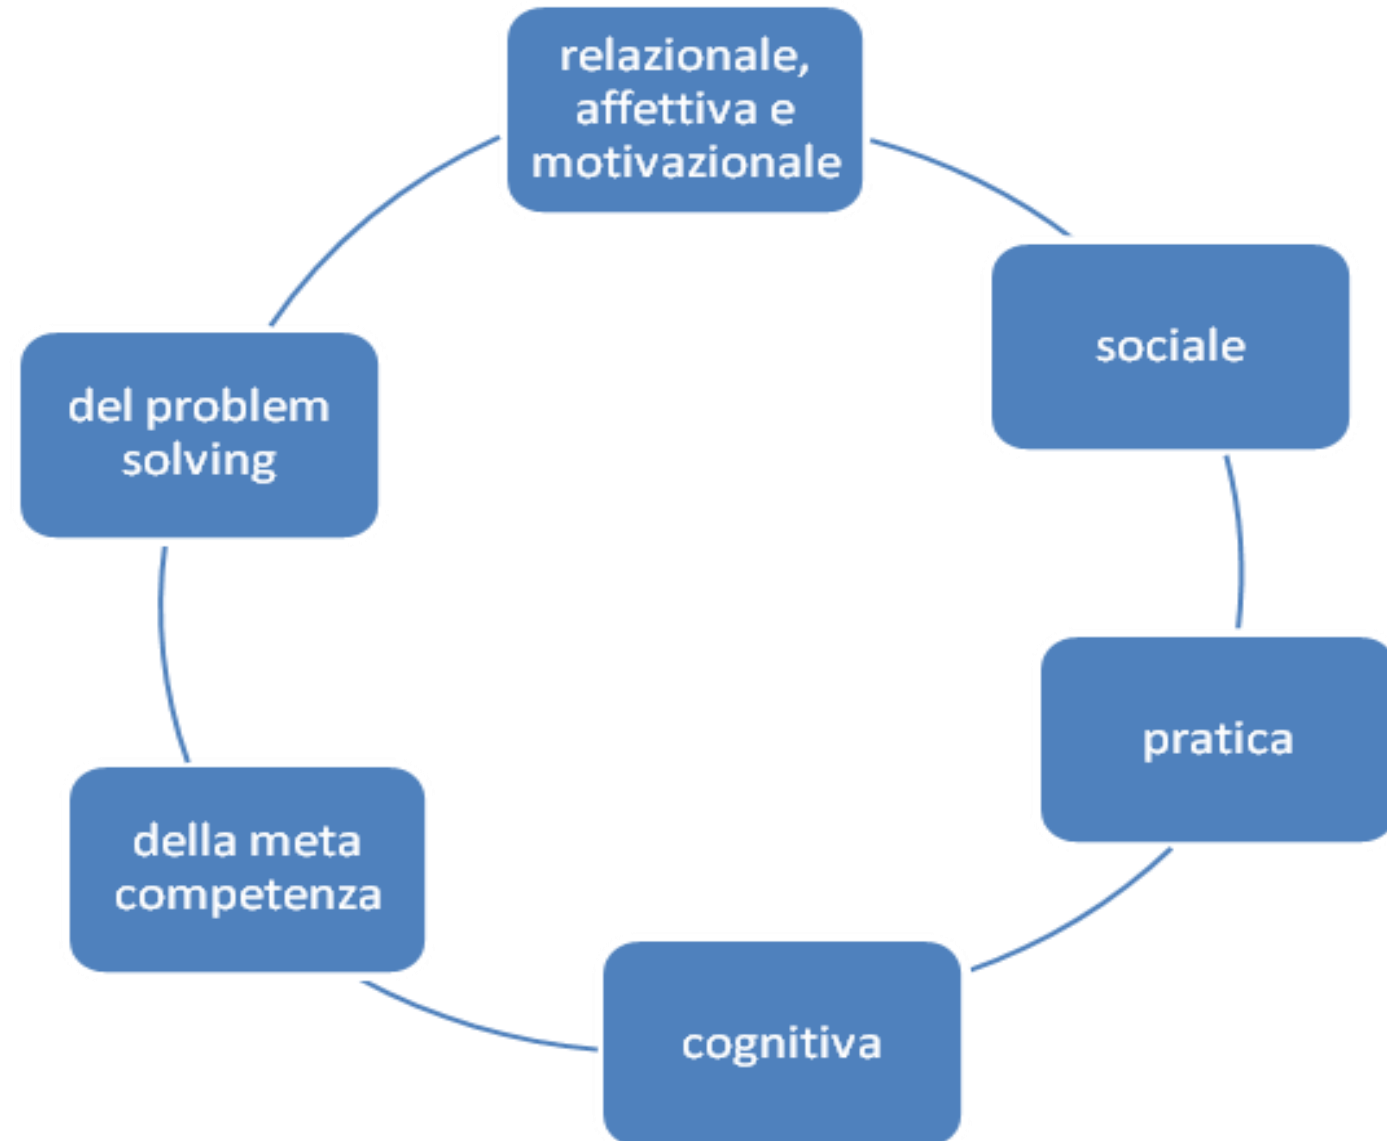 relazionale,
affettiva e
motivazionale
sociale
pratica
cognitiva
della meta
competenza
del problem
solving